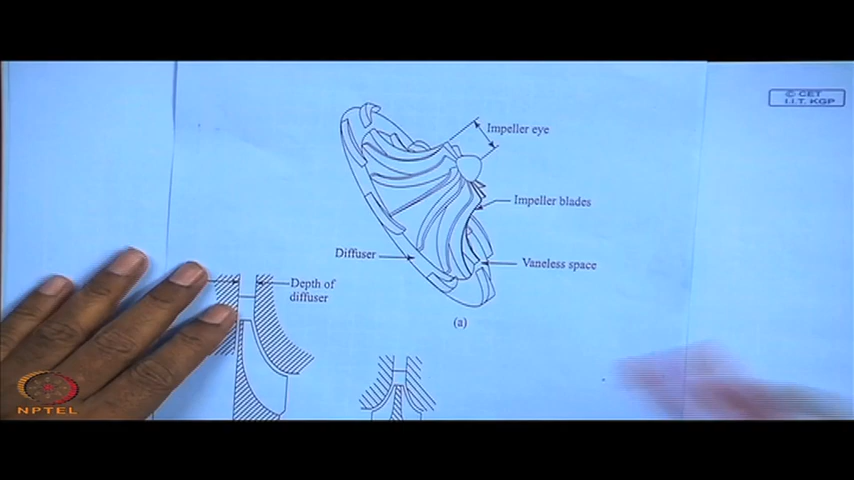 © CET
I.I.T. KGP
Impeller eye
Impeller blades
Diffuser
Vaneless space
Depth of
diffuser
(a)
NPTEL